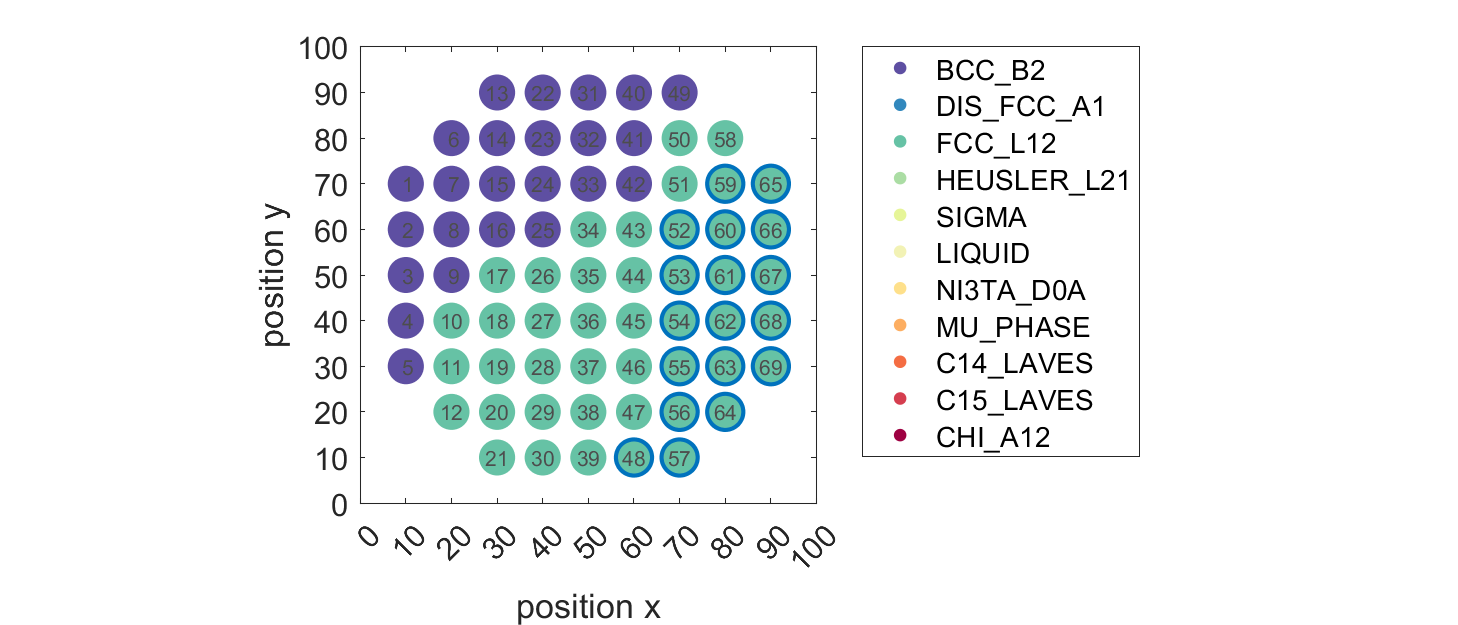 100
90
80
70
60
50
40
30
20
10
0
position y
13 22 31 40 49
6 14 23 32 41 50 58
1 7 15 24 33 42 51 59 65
2 8 16 25 34 43 52 60 66
3 9 17 26 35 44 53 61 67
4 10 18 27 36 45 54 62 68
5 11 19 28 37 46 55 63 69
12 20 29 38 47 56 64
21 30 39 48 57
0 10 20 30 40 50 60 70 80 90 100
position x
BCC_B2
DIS_FCC_A1
FCC_L12
HEUSLER_L21
SIGMA
LIQUID
NI3TA_D0A
MU_PHASE
C14_LAVES
C15_LAVES
CHI_A12